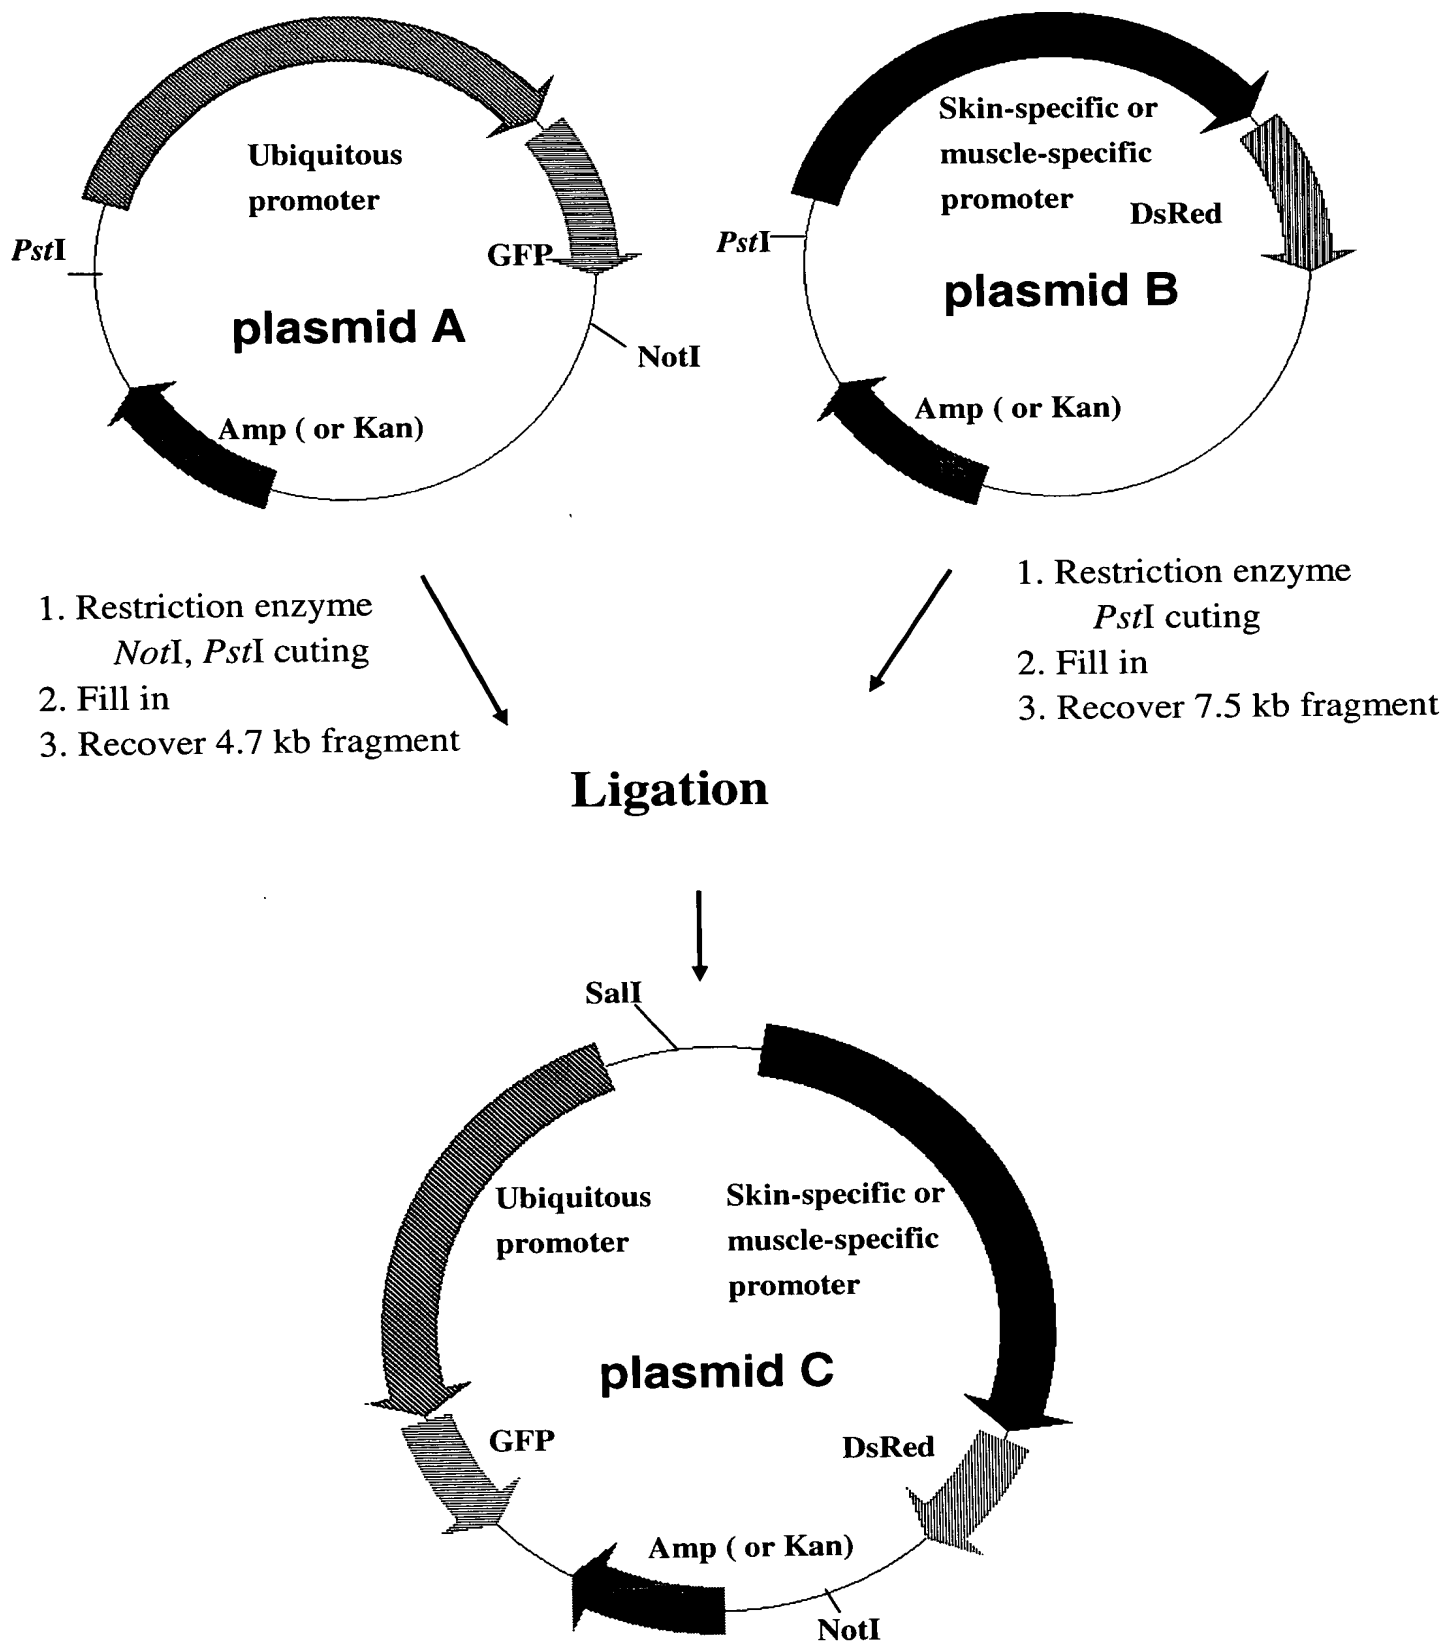 Ubiquitous
promoter
PstI
GFP
plasmid A
NotI
Amp ( or Kan)
Skin-specific or
muscle-specific
promoter
DsRed
PstI
plasmid B
Amp ( or Kan)
1. Restriction enzyme
NotI, PstI cuting
2. Fill in
3. Recover 4.7 kb fragment
1. Restriction enzyme
PstI cuting
2. Fill in
3. Recover 7.5 kb fragment
Ligation
SalI
Ubiquitous
promoter
Skin-specific or
muscle-specific
promoter
plasmid C
GFP
DsRed
Amp ( or Kan)
NotI